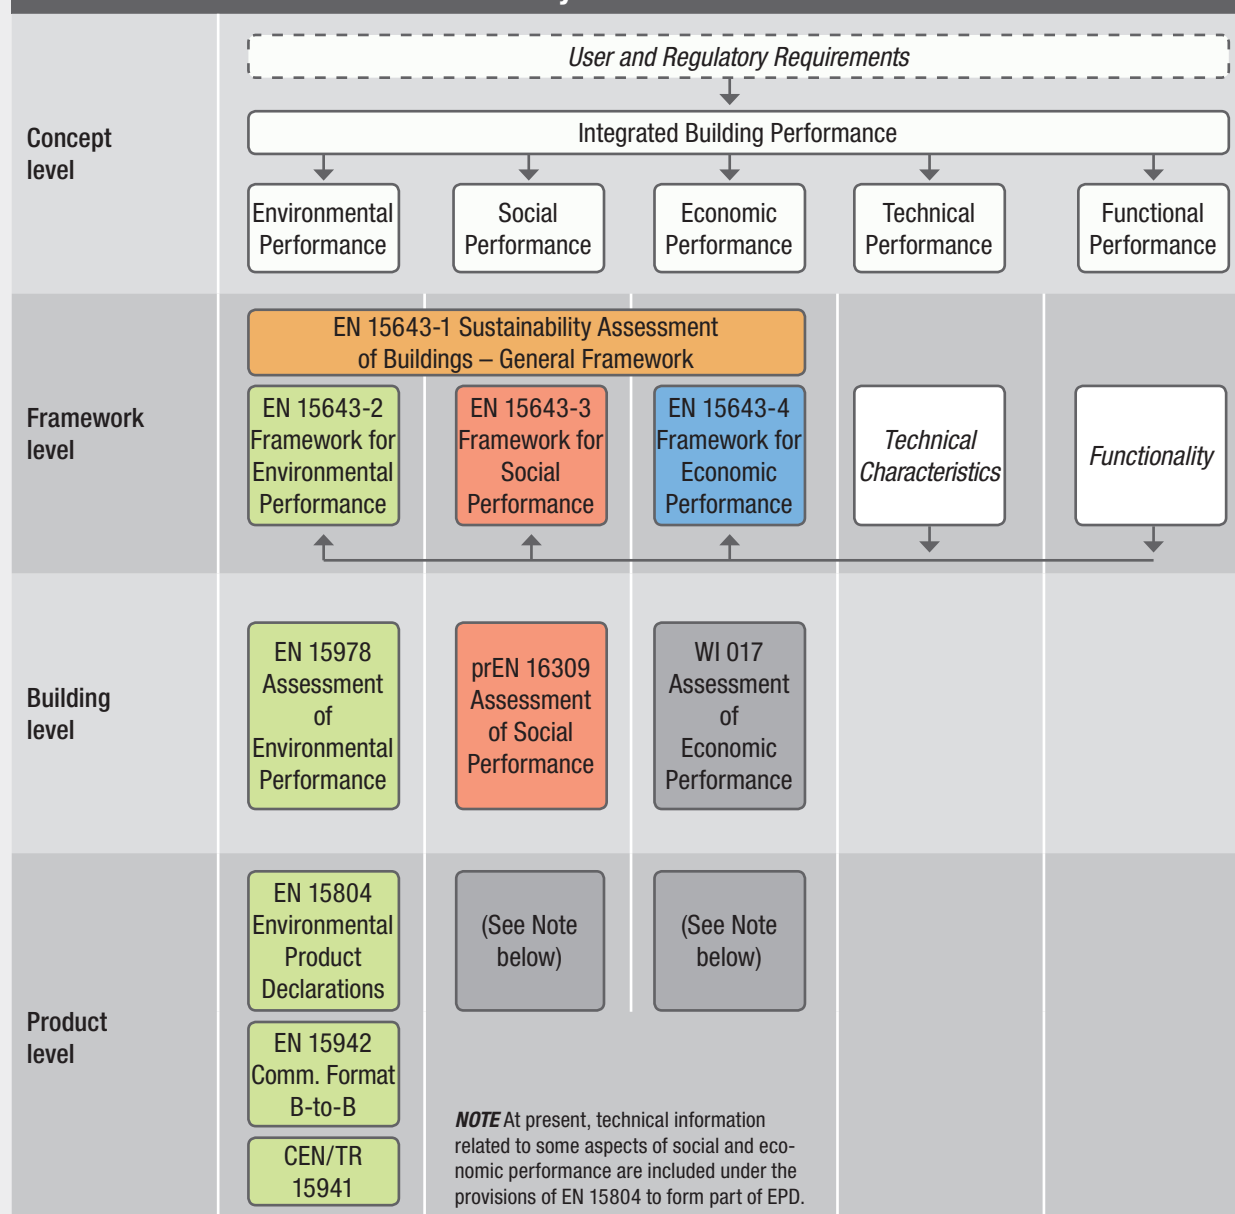 User and Regulatory Requirements
Concept
level
Integrated Building Performance
Environmental
Performance
Social
Performance
Economic
Performance
Technical
Performance
Functional
Performance
Framework
level
EN 15643-1 Sustainability Assessment
of Buildings – General Framework
EN 15643-2
Framework for
Environmental
Performance
EN 15643-3
Framework for
Social
Performance
EN 15643-4
Framework for
Economic
Performance
Technical
Characteristics
Functionality
Building
level
EN 15978
Assessment
of
Environmental
Performance
prEN 16309
Assessment
of Social
Performance
WI 017
Assessment
of
Economic
Performance
Product
level
EN 15804
Environmental
Product
Declarations
(See Note
below)
(See Note
below)
EN 15942
Comm. Format
B-to-B
CEN/TR
15941
NOTE At present, technical information
related to some aspects of social and eco-
nomic performance are included under the
provisions of EN 15804 to form part of EPD.